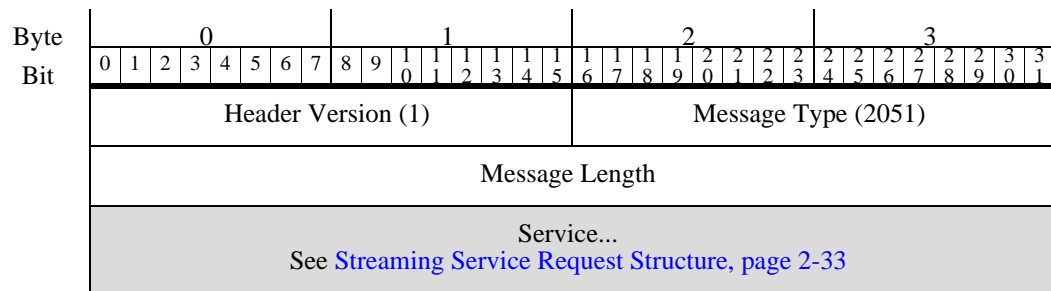 Byte 0 1 2 3
Bit 0 1 2 3 4 5 6 7 8 9 10 11 12 13 14 15 16 17 18 19 20 21 22 23 24 25 26 27 28 29 30 31
Header Version (1) Message Type (2051)
Message Length
Service...
See Streaming Service Request Structure, page 2-33